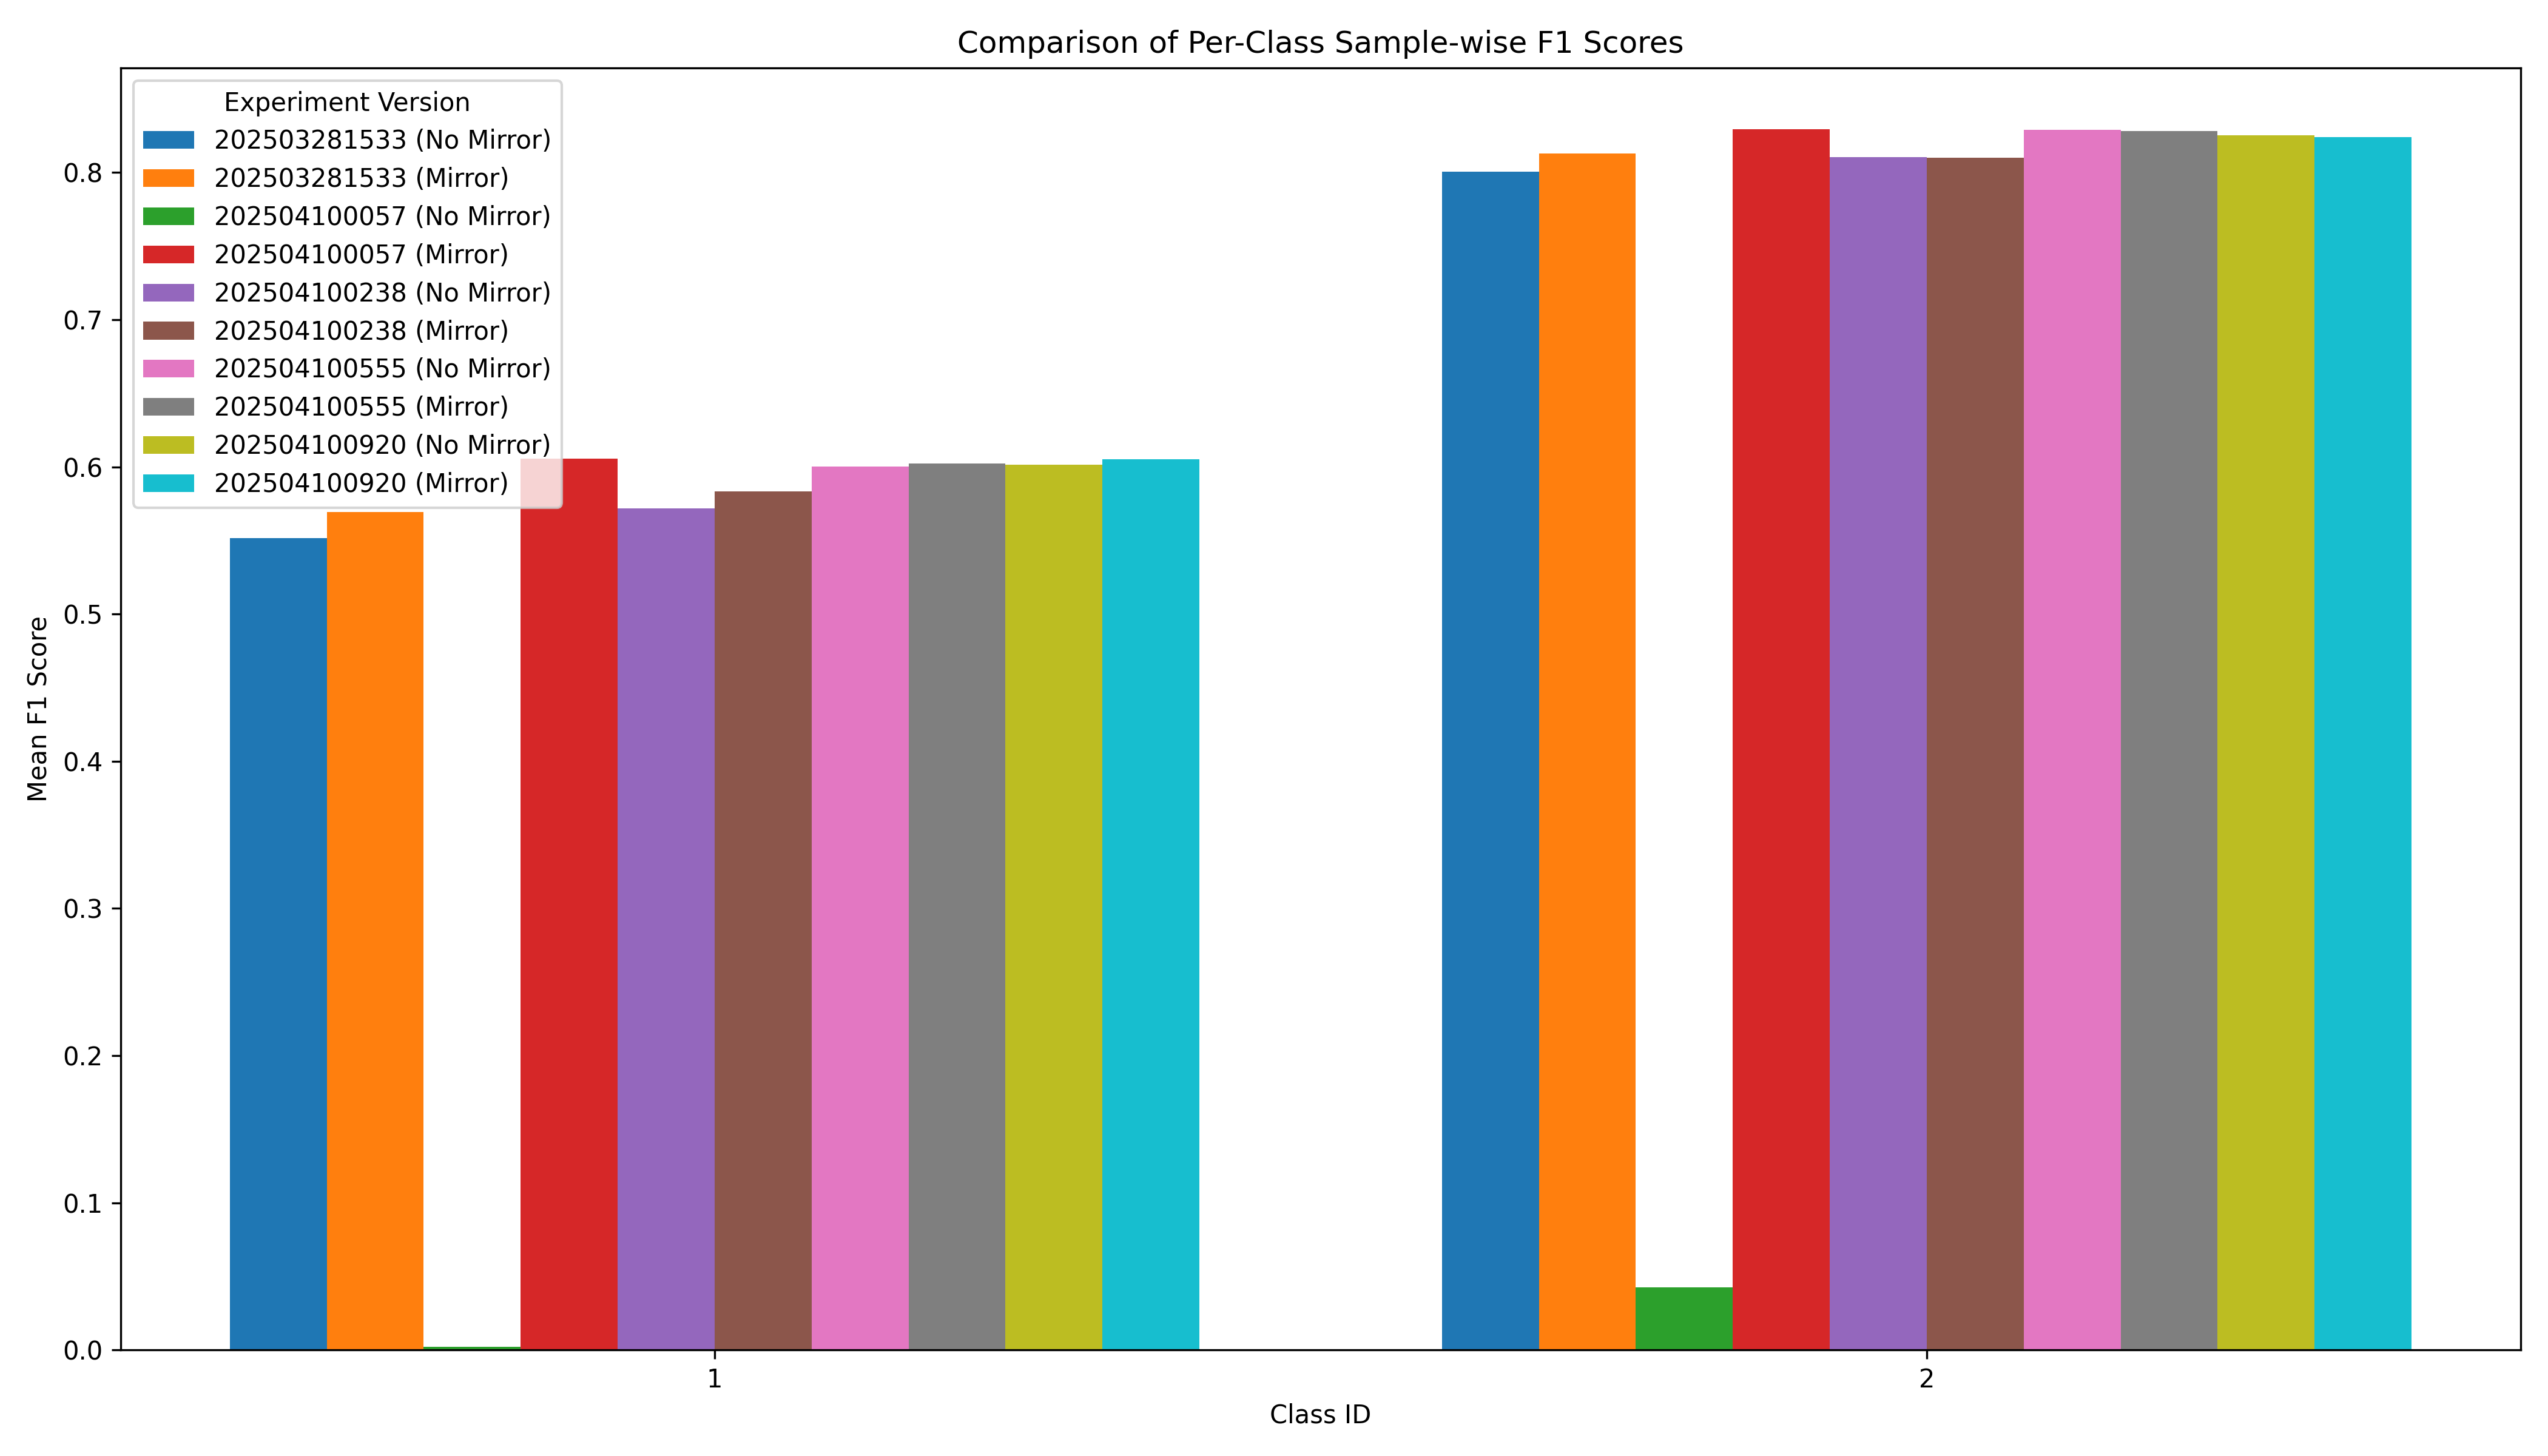 Comparison of Per-Class Sample-wise F1 Scores
Experiment Version
202503281533 (No Mirror)
202503281533 (Mirror)
202504100057 (No Mirror)
202504100057 (Mirror)
202504100238 (No Mirror)
202504100238 (Mirror)
202504100555 (No Mirror)
202504100555 (Mirror)
202504100920 (No Mirror)
202504100920 (Mirror)
Mean F1 Score
0.8
0.7
0.6
0.5
0.4
0.3
0.2
0.1
0.0
1
2
Class ID